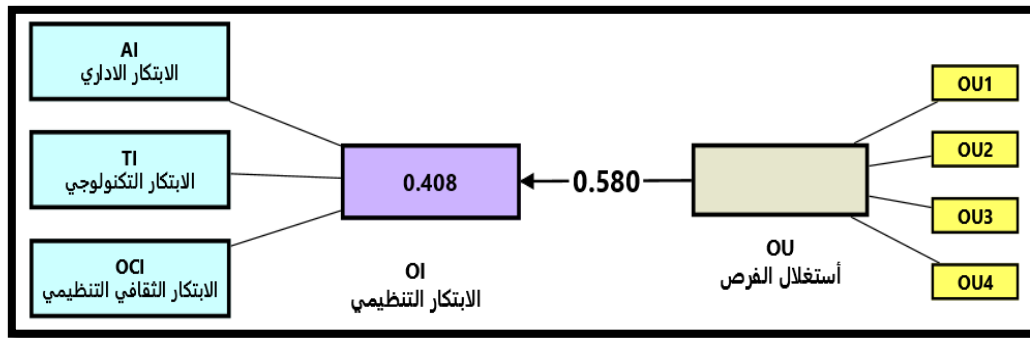 AI
الابتكار الاداري
TI
الابتكار التكنولوجي
OCI
الابتكار الثقافي التنظيمي
0.408
OI
الابتكار التنظيمي
0.580
OU
أستغلال الفرص
OU1
OU2
OU3
OU4